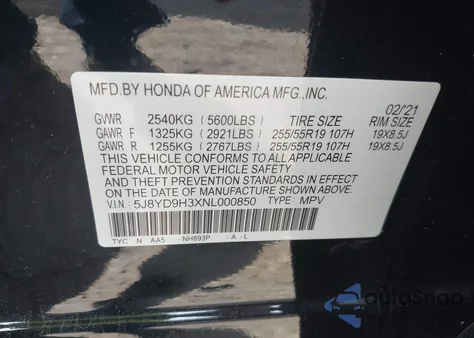 MFD.BY HONDA OF AMERICA MFG.,INC.
02/21
GVWR 2540KG (5600LBS) TIRE SIZE RIM SIZE
GAWR F 1325KG (2921LBS) 255/55R19 107H 19X8.5J
GAWR R 1255KG (2767LBS) 255/55R19 107H 19X8.5J
THIS VEHICLE CONFORMS TO ALL APPLICABLE
FEDERAL MOTOR VEHICLE SAFETY, BUMPER, AND
THEFT PREVENTION STANDARDS IN EFFECT ON
THE DATE OF MANUFACTURE SHOWN ABOVE.
V.I.N.: 5J8YD9H3XNL000850 TYPE: MPV
TYC N AA5 -NH893P -A -L
autoSnap